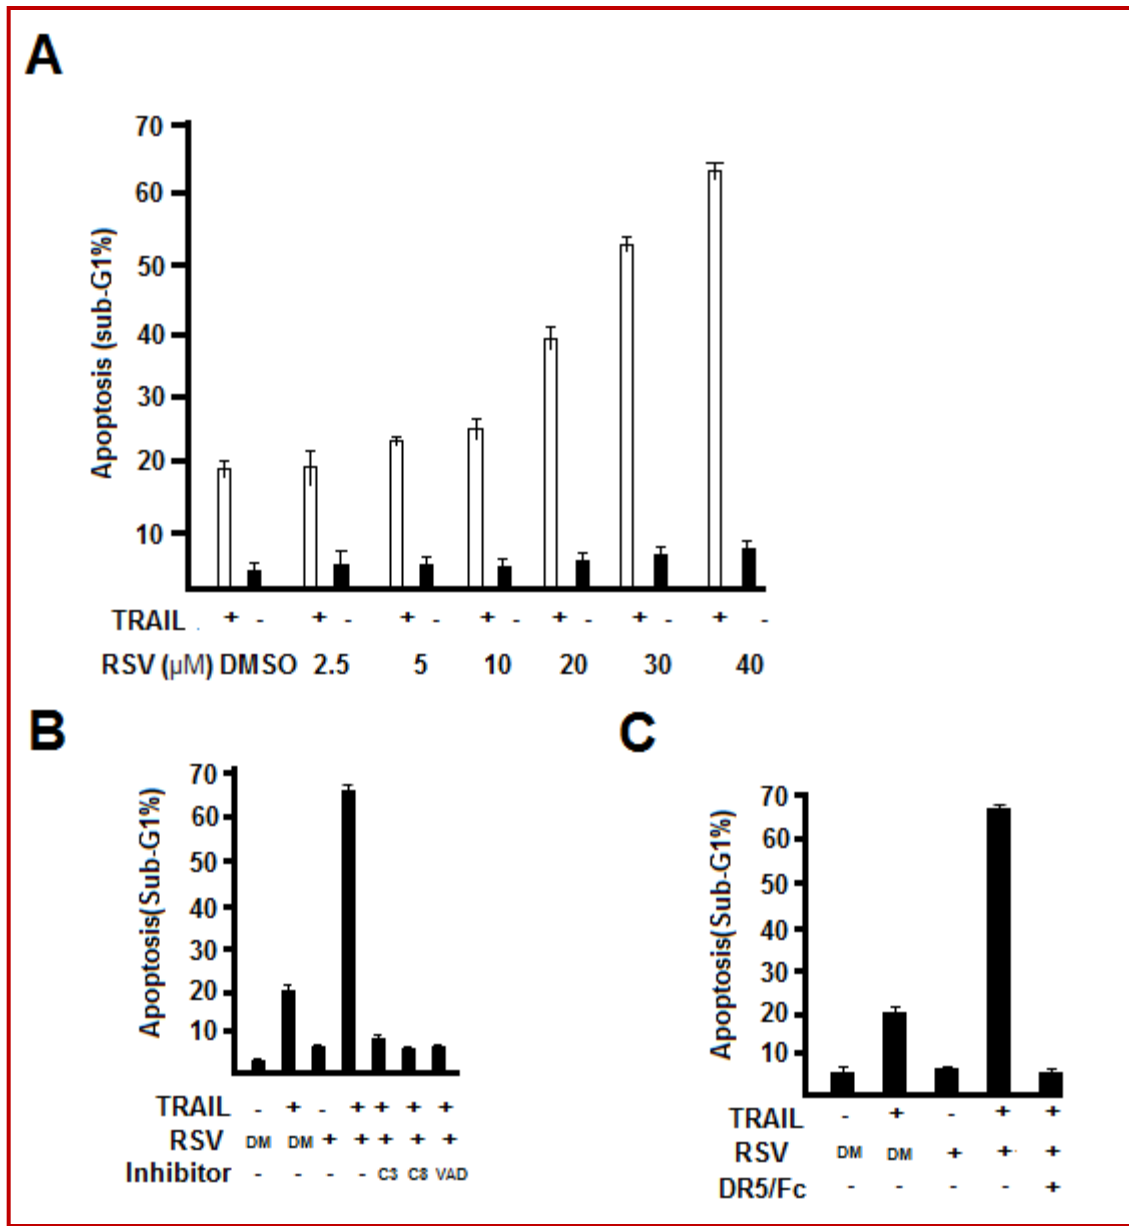 A
Apoptosis (sub-G1%)
70
60
50
40
30
20
10
TRAIL + - + - + - + - + - + - + -
RSV (µM) DMSO 2.5 5 10 20 30 40
B
Apoptosis(Sub-G1%)
70
60
50
40
30
20
10
TRAIL - + - + + + +
RSV DM DM + + + + +
Inhibitor - - - - C3 C8 VAD
C
Apoptosis(Sub-G1%)
70
60
50
40
30
20
10
TRAIL - + - + +
RSV DM DM + + +
DR5/Fc - - - - +